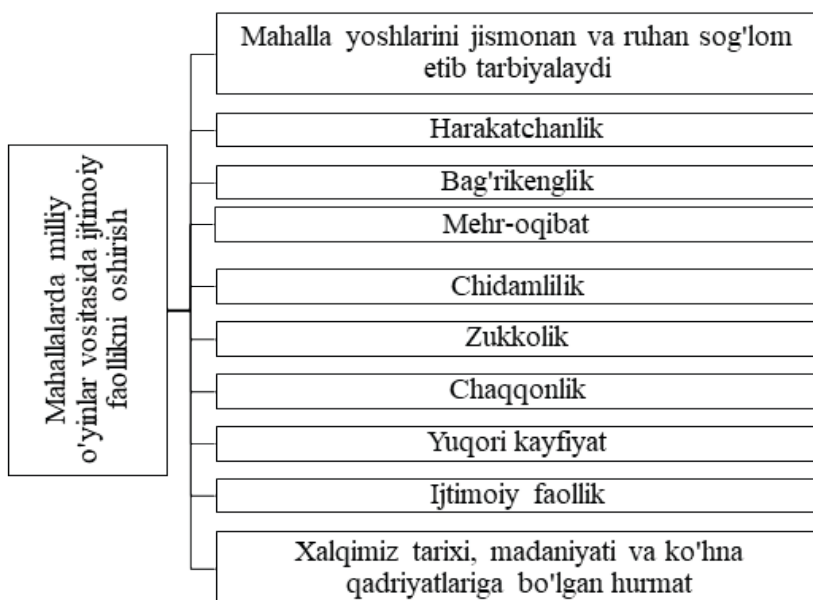 Mahallalarda milliy
o'yinlar vositasida ijtimoiy
faollikni oshirish
Mahalla yoshlarini jismonan va ruhan sog'lom
etib tarbiyalaydi
Harakatchanlik
Bag'rikenglik
Mehr-oqibat
Chidamlilik
Zukkolik
Chaqqonlik
Yuqori kayfiyat
Ijtimoiy faollik
Xalqimiz tarixi, madaniyati va ko'hna
qadriyatlariga bo'lgan hurmat